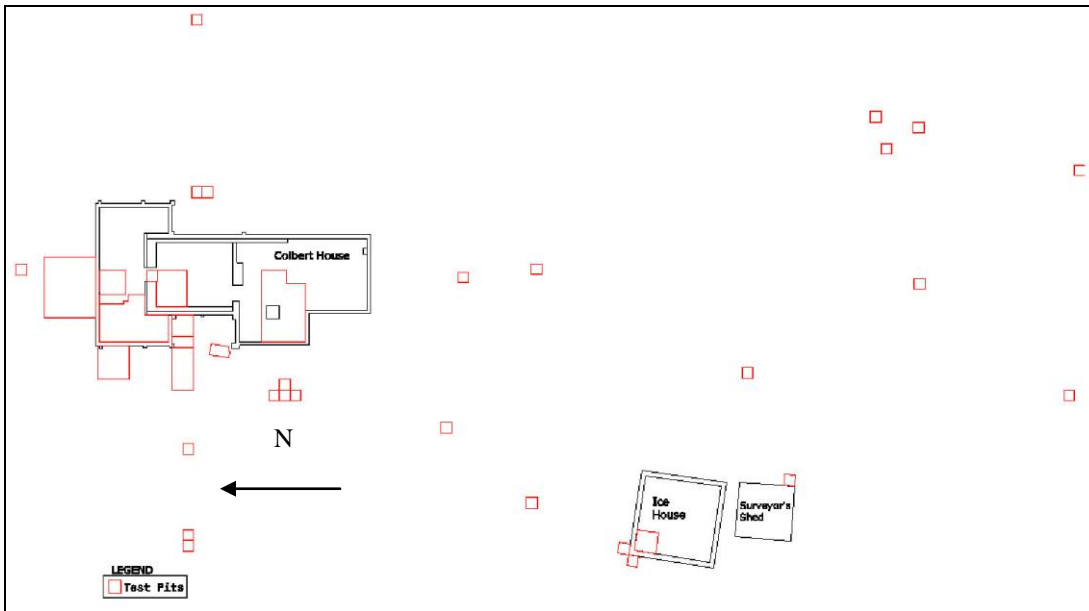 Colbert House
N
Ice
House
Surveyor's
Shed
LEGEND
Test Pits